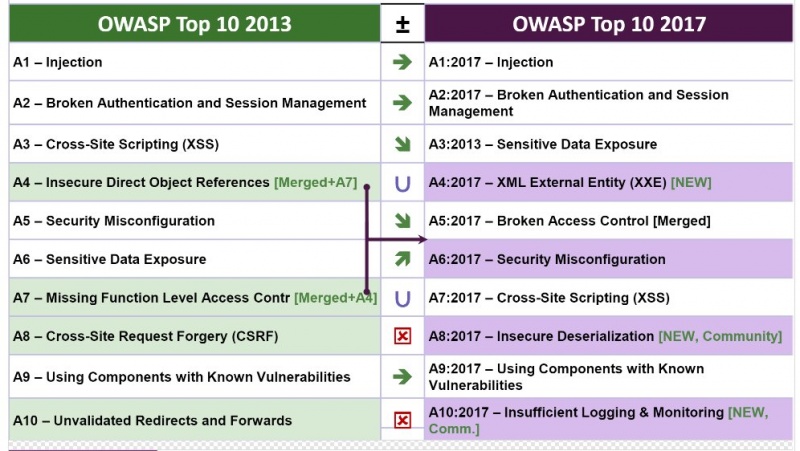 OWASP Top 10 2013 ± OWASP Top 10 2017
A1 – Injection → A1:2017 – Injection
A2 – Broken Authentication and Session Management → A2:2017 – Broken Authentication and Session
Management
A3 – Cross-Site Scripting (XSS) ↘ A3:2013 – Sensitive Data Exposure
A4 – Insecure Direct Object References [Merged+A7] U A4:2017 – XML External Entity (XXE) [NEW]
A5 – Security Misconfiguration ↘ A5:2017 – Broken Access Control [Merged]
A6 – Sensitive Data Exposure ↗ A6:2017 – Security Misconfiguration
A7 – Missing Function Level Access Contr [Merged+A4] U A7:2017 – Cross-Site Scripting (XSS)
A8 – Cross-Site Request Forgery (CSRF) ☒ A8:2017 – Insecure Deserialization [NEW, Community]
A9 – Using Components with Known Vulnerabilities → A9:2017 – Using Components with Known
Vulnerabilities
A10 – Unvalidated Redirects and Forwards ☒ A10:2017 – Insufficient Logging & Monitoring [NEW,
Comm.]